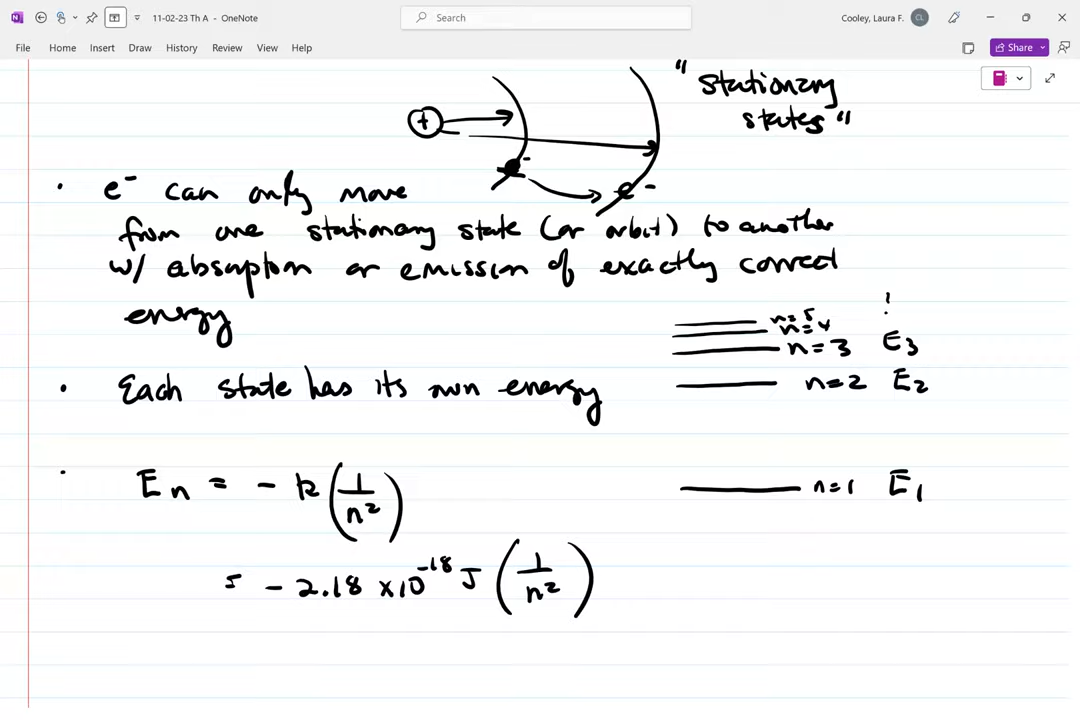 11-02-23 Th A - OneNote
Search
Cooley, Laura F.
CL
File Home Insert Draw History Review View Help
Share
"stationary
states"
+
e-
• e- can only move
from one stationary state (or orbit) to another
w/ absorption or emission of exactly correct
energy
n=5
n=4
n=3 E3
n=2 E2
• Each state has its own energy
• En = - k (1/n²)
n=1 E1
= - 2.18 x10^-18 J (1/n²)